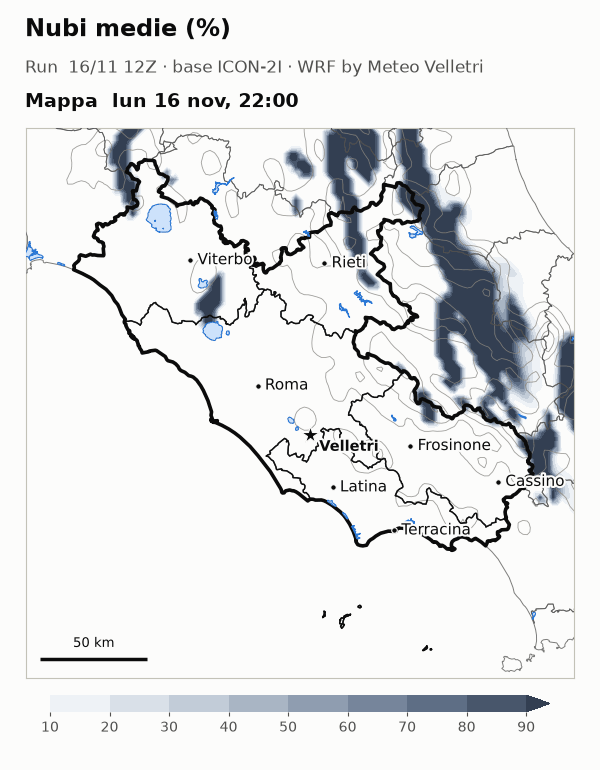 Nubi medie (%)
Run  16/11 12Z · base ICON-2I · WRF by Meteo Velletri
Mappa  lun 16 nov, 22:00
Viterbo
Rieti
Roma
Velletri
Frosinone
Cassino
Latina
Terracina
50 km
10 20 30 40 50 60 70 80 90